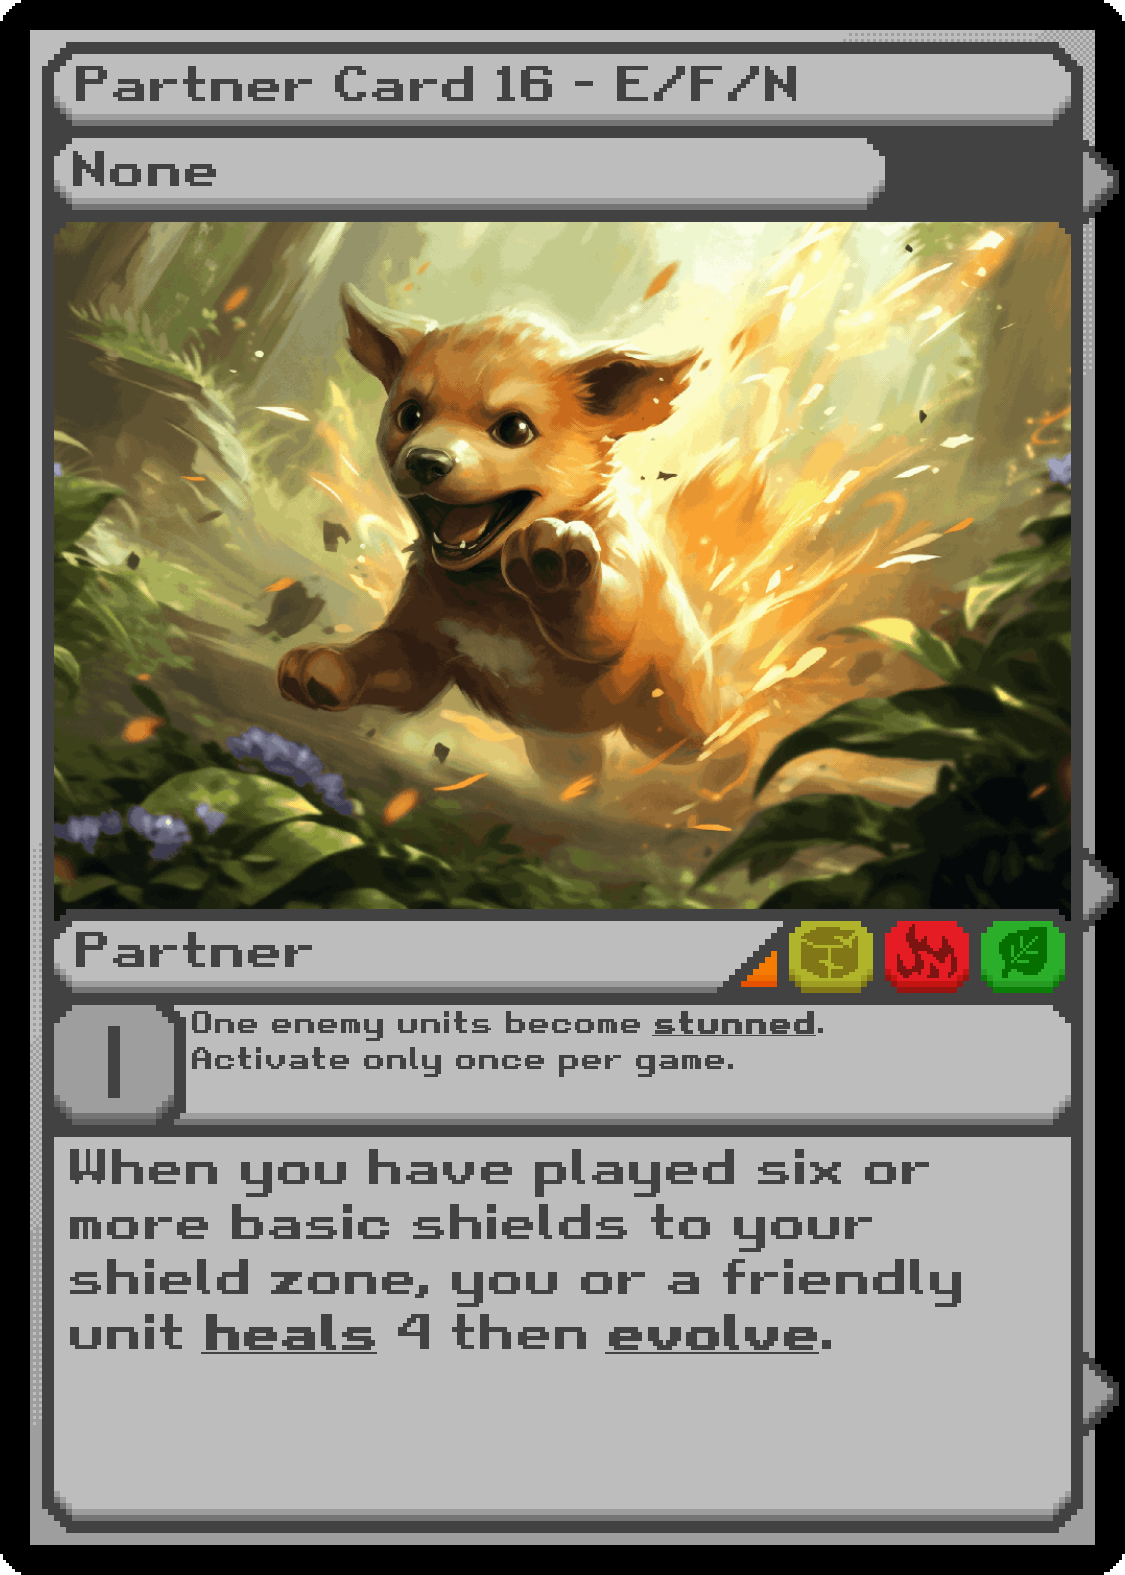 Partner Card 16 - E/F/N
None
Partner
I
One enemy units become stunned.
Activate only once per game.
When you have played six or
more basic shields to your
shield zone, you or a friendly
unit heals 4 then evolve.